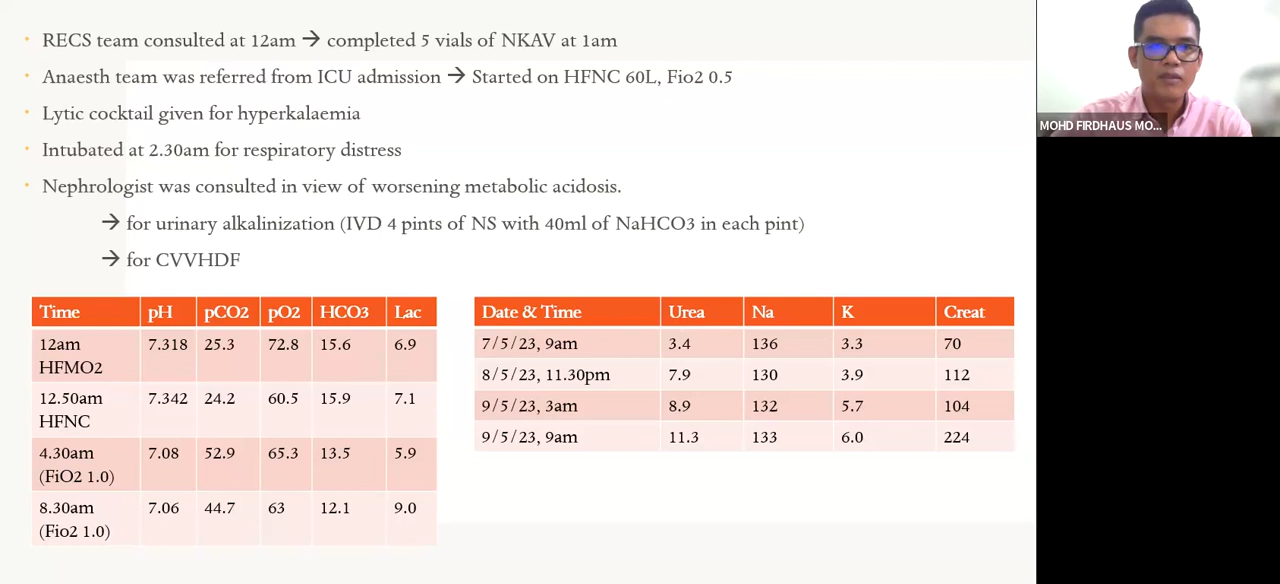 RECS team consulted at 12am → completed 5 vials of NKAV at 1am
Anaesth team was referred from ICU admission → Started on HFNC 60L, Fio2 0.5
Lytic cocktail given for hyperkalaemia
Intubated at 2.30am for respiratory distress
Nephrologist was consulted in view of worsening metabolic acidosis.
→ for urinary alkalinization (IVD 4 pints of NS with 40ml of NaHCO3 in each pint)
→ for CVVHDF
Time pH pCO2 pO2 HCO3 Lac
12am 7.318 25.3 72.8 15.6 6.9
HFMO2
12.50am 7.342 24.2 60.5 15.9 7.1
HFNC
4.30am 7.08 52.9 65.3 13.5 5.9
(FiO2 1.0)
8.30am 7.06 44.7 63 12.1 9.0
(Fio2 1.0)
Date & Time Urea Na K Creat
7/5/23, 9am 3.4 136 3.3 70
8/5/23, 11.30pm 7.9 130 3.9 112
9/5/23, 3am 8.9 132 5.7 104
9/5/23, 9am 11.3 133 6.0 224
MOHD FIRDHAUS MO...